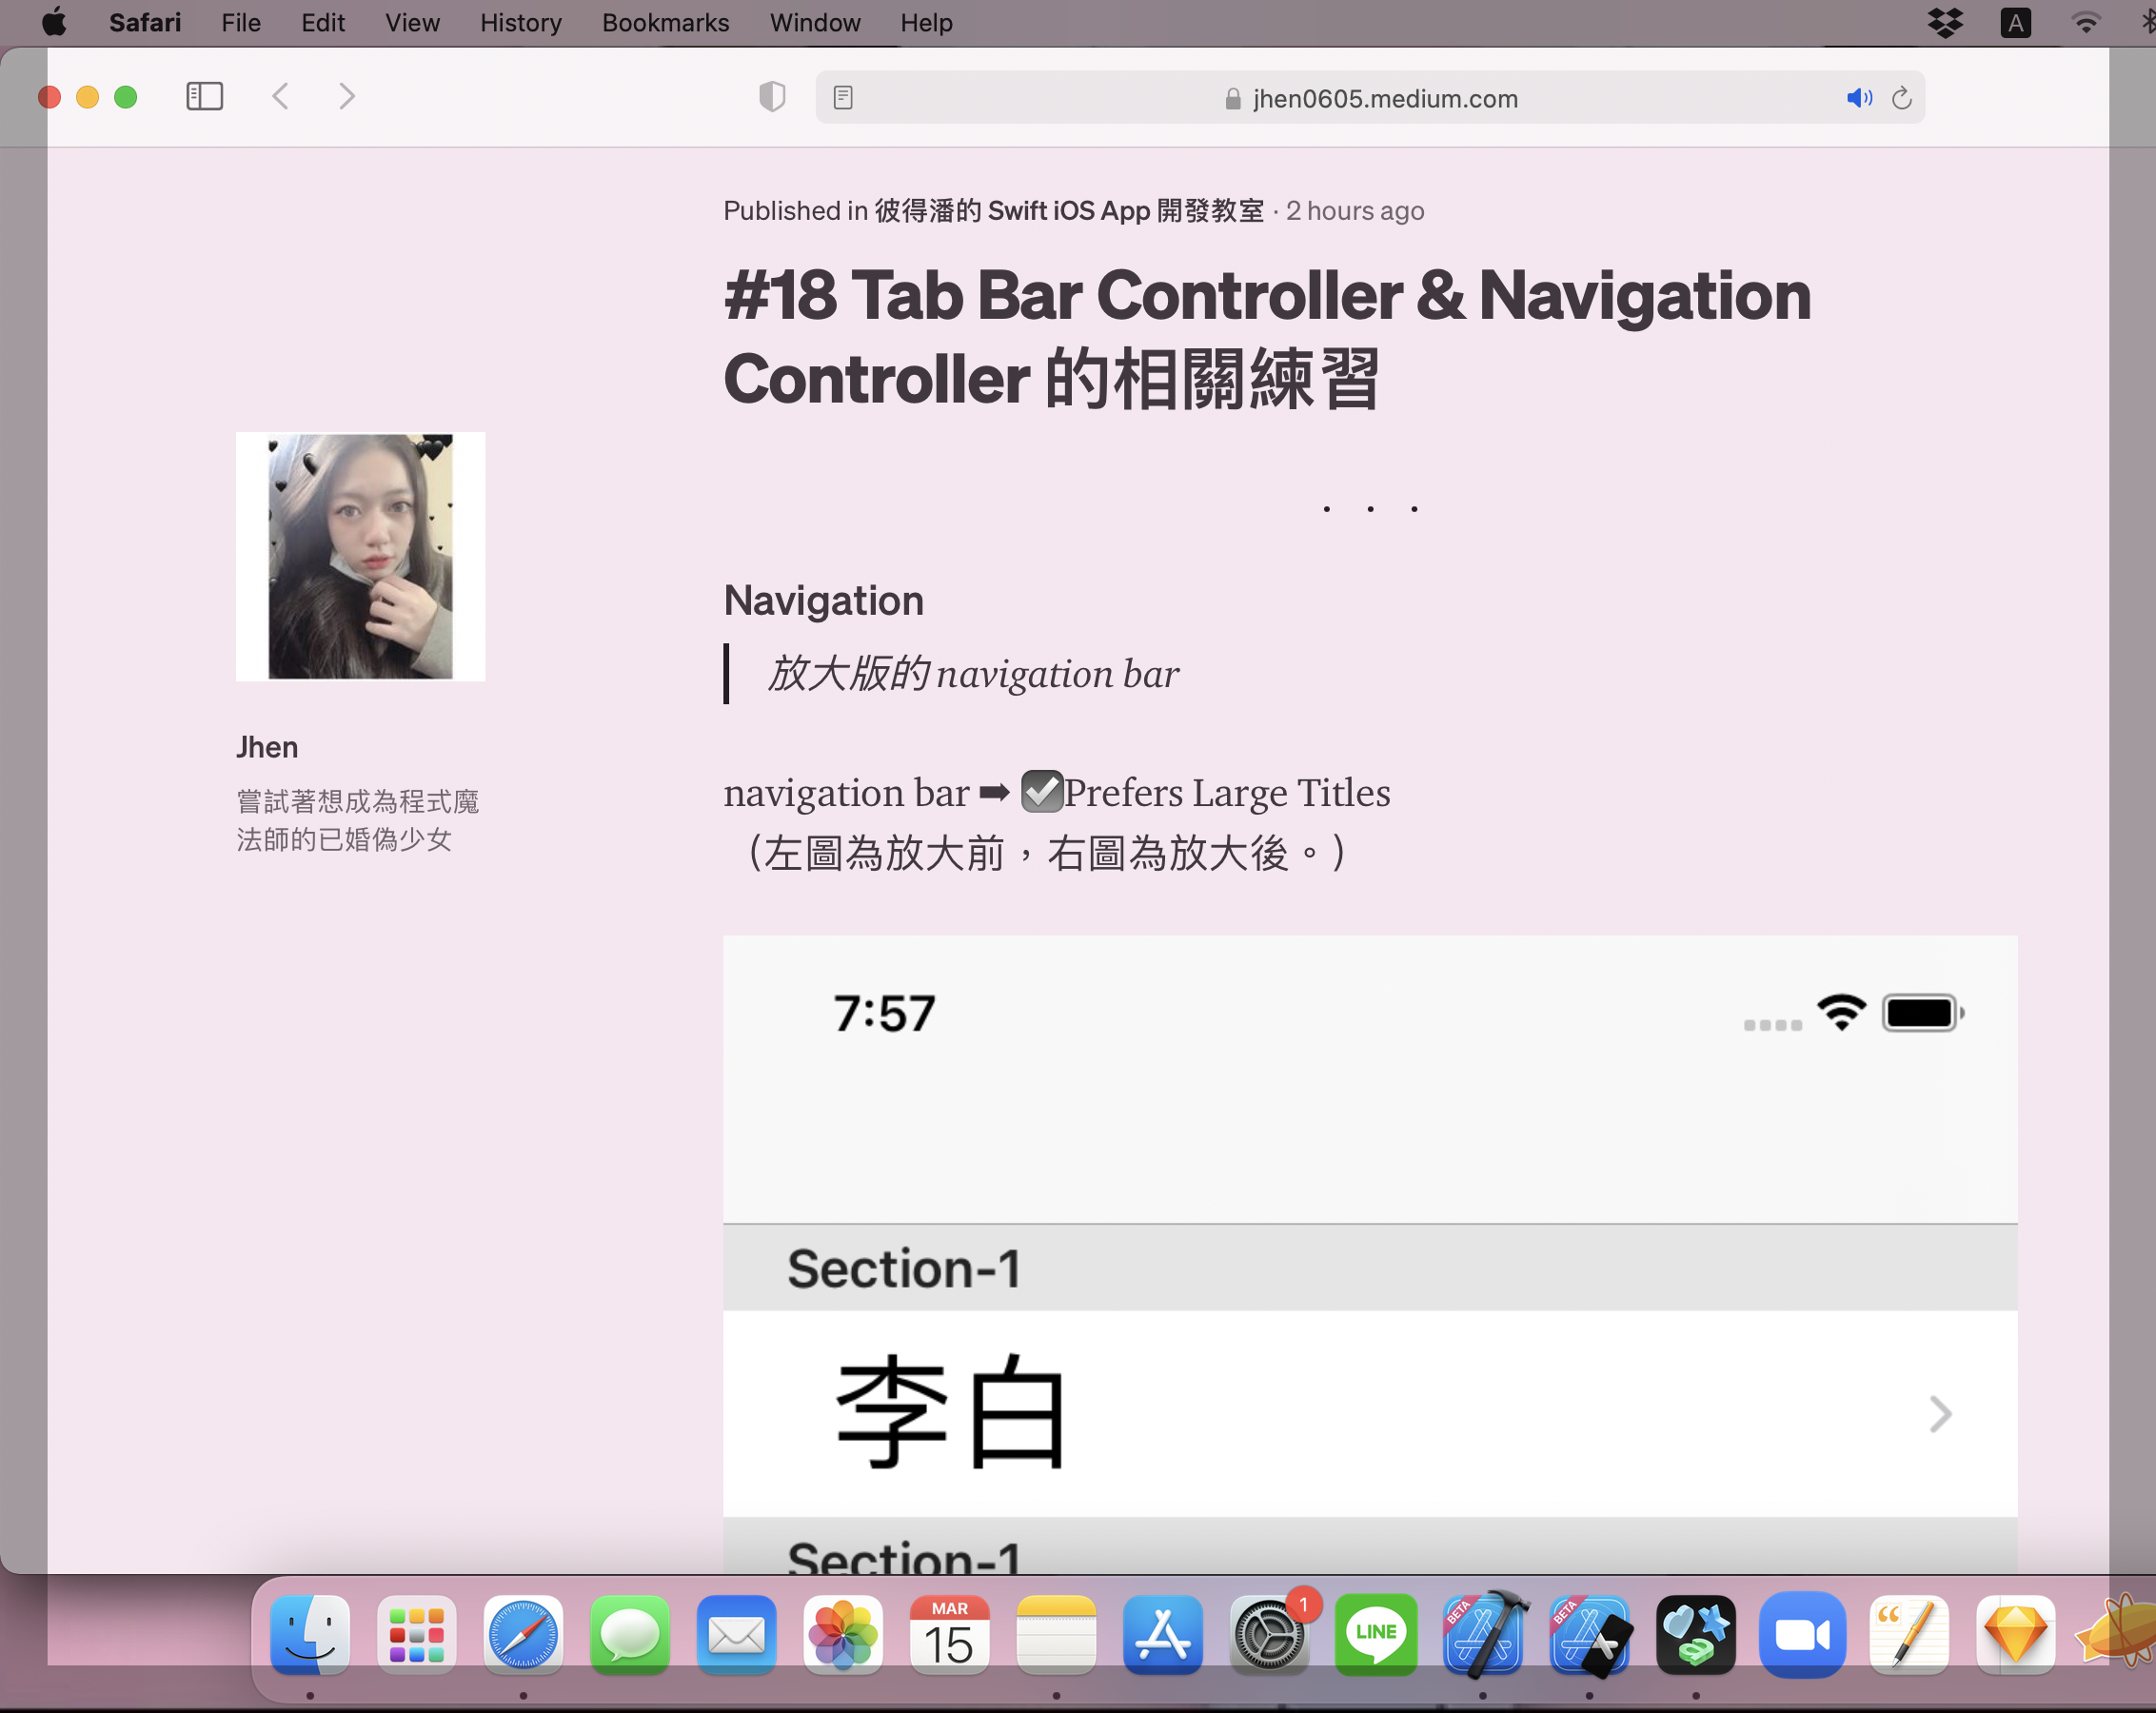 Safari File Edit View History Bookmarks Window Help A
jhen0605.medium.com
Published in 彼得潘的 Swift iOS App 開發教室 · 2 hours ago
#18 Tab Bar Controller & Navigation
Controller 的相關練習
. . .
Navigation
放大版的 navigation bar
Jhen
嘗試著想成為程式魔
法師的已婚偽少女
navigation bar ➡ ☑Prefers Large Titles
（左圖為放大前，右圖為放大後。）
7:57
Section-1
李白
Section-1
MAR
15
1
LINE
BETA
BETA